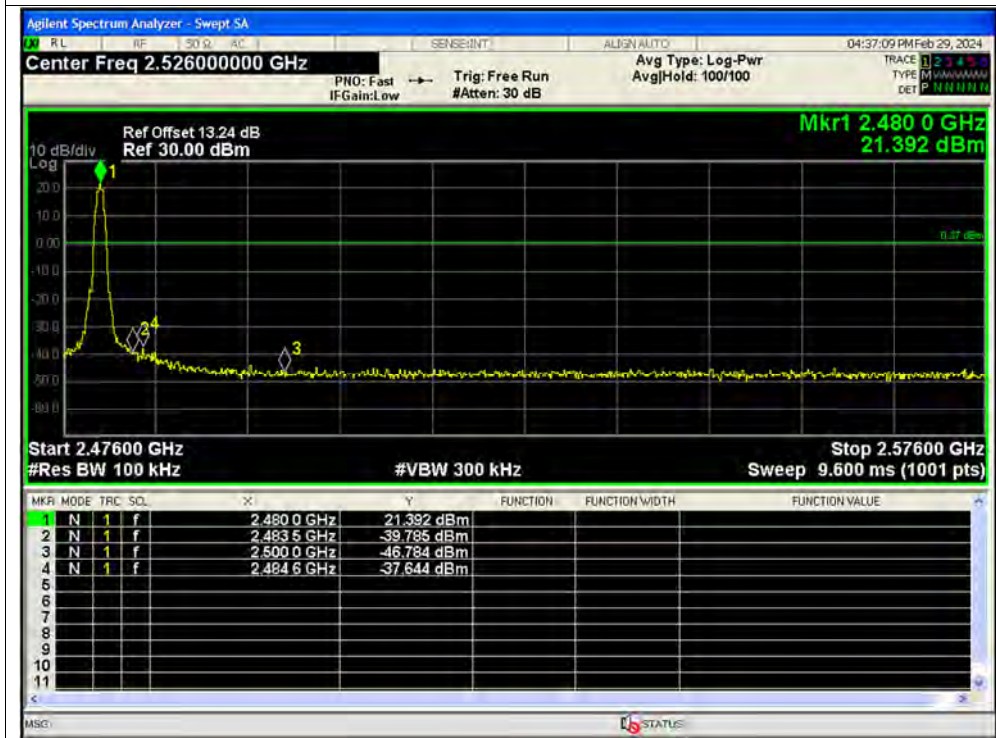 Agilent Spectrum Analyzer - Swept SA
RL RF 50 Ω AC SENSE:INT ALIGN AUTO 04:37:09 PM Feb 29, 2024
Center Freq 2.526000000 GHz
PNO: Fast
IFGain:Low
Trig: Free Run
#Atten: 30 dB
Avg Type: Log-Pwr
Avg|Hold: 100/100
TRACE 1 2 3 4 5 6
TYPE M WWWWW
DET P N N N N N
Mkr1 2.480 0 GHz
21.392 dBm
Ref Offset 13.24 dB
10 dB/div Ref 30.00 dBm
Log
1
20.0
10.0
0.00
-10.0
-20.0
-30.0
-40.0
-50.0
-60.0
2 4
3
Start 2.47600 GHz Stop 2.57600 GHz
#Res BW 100 kHz #VBW 300 kHz Sweep 9.600 ms (1001 pts)
MKR MODE TRC SCL X Y FUNCTION FUNCTION WIDTH FUNCTION VALUE
1 N 1 f 2.480 0 GHz 21.392 dBm
2 N 1 f 2.483 5 GHz -39.785 dBm
3 N 1 f 2.500 0 GHz -46.784 dBm
4 N 1 f 2.484 6 GHz -37.644 dBm
5
6
7
8
9
10
11
MSG STATUS